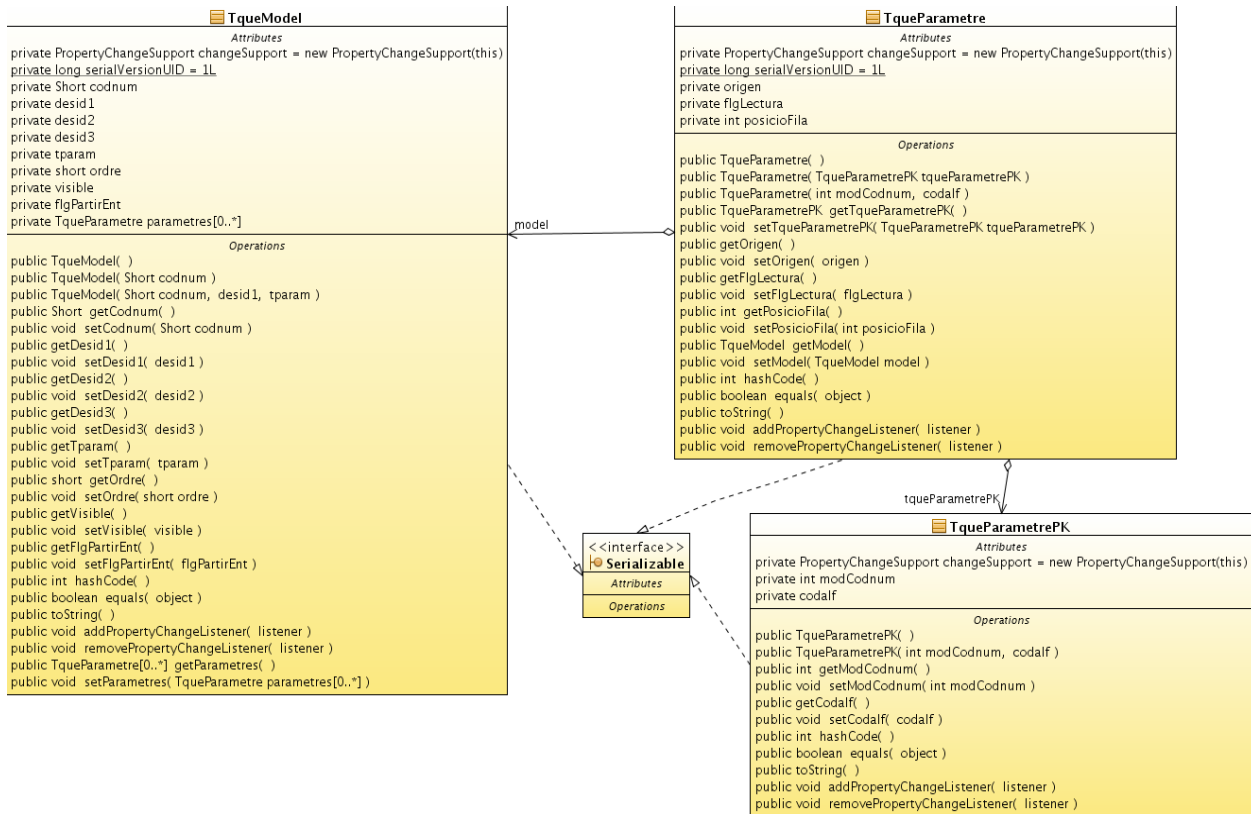 TqueModel
Attributes
private PropertyChangeSupport changeSupport = new PropertyChangeSupport(this)
private long serialVersionUID = 1L
private Short codnum
private desid1
private desid2
private desid3
private tparam
private short ordre
private visible
private flgPartirEnt
private TqueParametre parametres[0..*]
Operations
public TqueModel( )
public TqueModel( Short codnum )
public TqueModel( Short codnum, desid1, tparam )
public Short getCodnum( )
public void setCodnum( Short codnum )
public getDesid1( )
public void setDesid1( desid1 )
public getDesid2( )
public void setDesid2( desid2 )
public getDesid3( )
public void setDesid3( desid3 )
public getTparam( )
public void setTparam( tparam )
public short getOrdre( )
public void setOrdre( short ordre )
public getVisible( )
public void setVisible( visible )
public getFlgPartirEnt( )
public void setFlgPartirEnt( flgPartirEnt )
public int hashCode( )
public boolean equals( object )
public toString( )
public void addPropertyChangeListener( listener )
public void removePropertyChangeListener( listener )
public TqueParametre[0..*] getParametres( )
public void setParametres( TqueParametre parametres[0..*] )
model
TqueParametre
Attributes
private PropertyChangeSupport changeSupport = new PropertyChangeSupport(this)
private long serialVersionUID = 1L
private origen
private flgLectura
private int posicioFila
Operations
public TqueParametre( )
public TqueParametre( TqueParametrePK tqueParametrePK )
public TqueParametre( int modCodnum, codalf )
public TqueParametrePK getTqueParametrePK( )
public void setTqueParametrePK( TqueParametrePK tqueParametrePK )
public getOrigen( )
public void setOrigen( origen )
public getFlgLectura( )
public void setFlgLectura( flgLectura )
public int getPosicioFila( )
public void setPosicioFila( int posicioFila )
public TqueModel getModel( )
public void setModel( TqueModel model )
public int hashCode( )
public boolean equals( object )
public toString( )
public void addPropertyChangeListener( listener )
public void removePropertyChangeListener( listener )
tqueParametrePK
<<interface>>
Serializable
Attributes
Operations
TqueParametrePK
Attributes
private PropertyChangeSupport changeSupport = new PropertyChangeSupport(this)
private int modCodnum
private codalf
Operations
public TqueParametrePK( )
public TqueParametrePK( int modCodnum, codalf )
public int getModCodnum( )
public void setModCodnum( int modCodnum )
public getCodalf( )
public void setCodalf( codalf )
public int hashCode( )
public boolean equals( object )
public toString( )
public void addPropertyChangeListener( listener )
public void removePropertyChangeListener( listener )